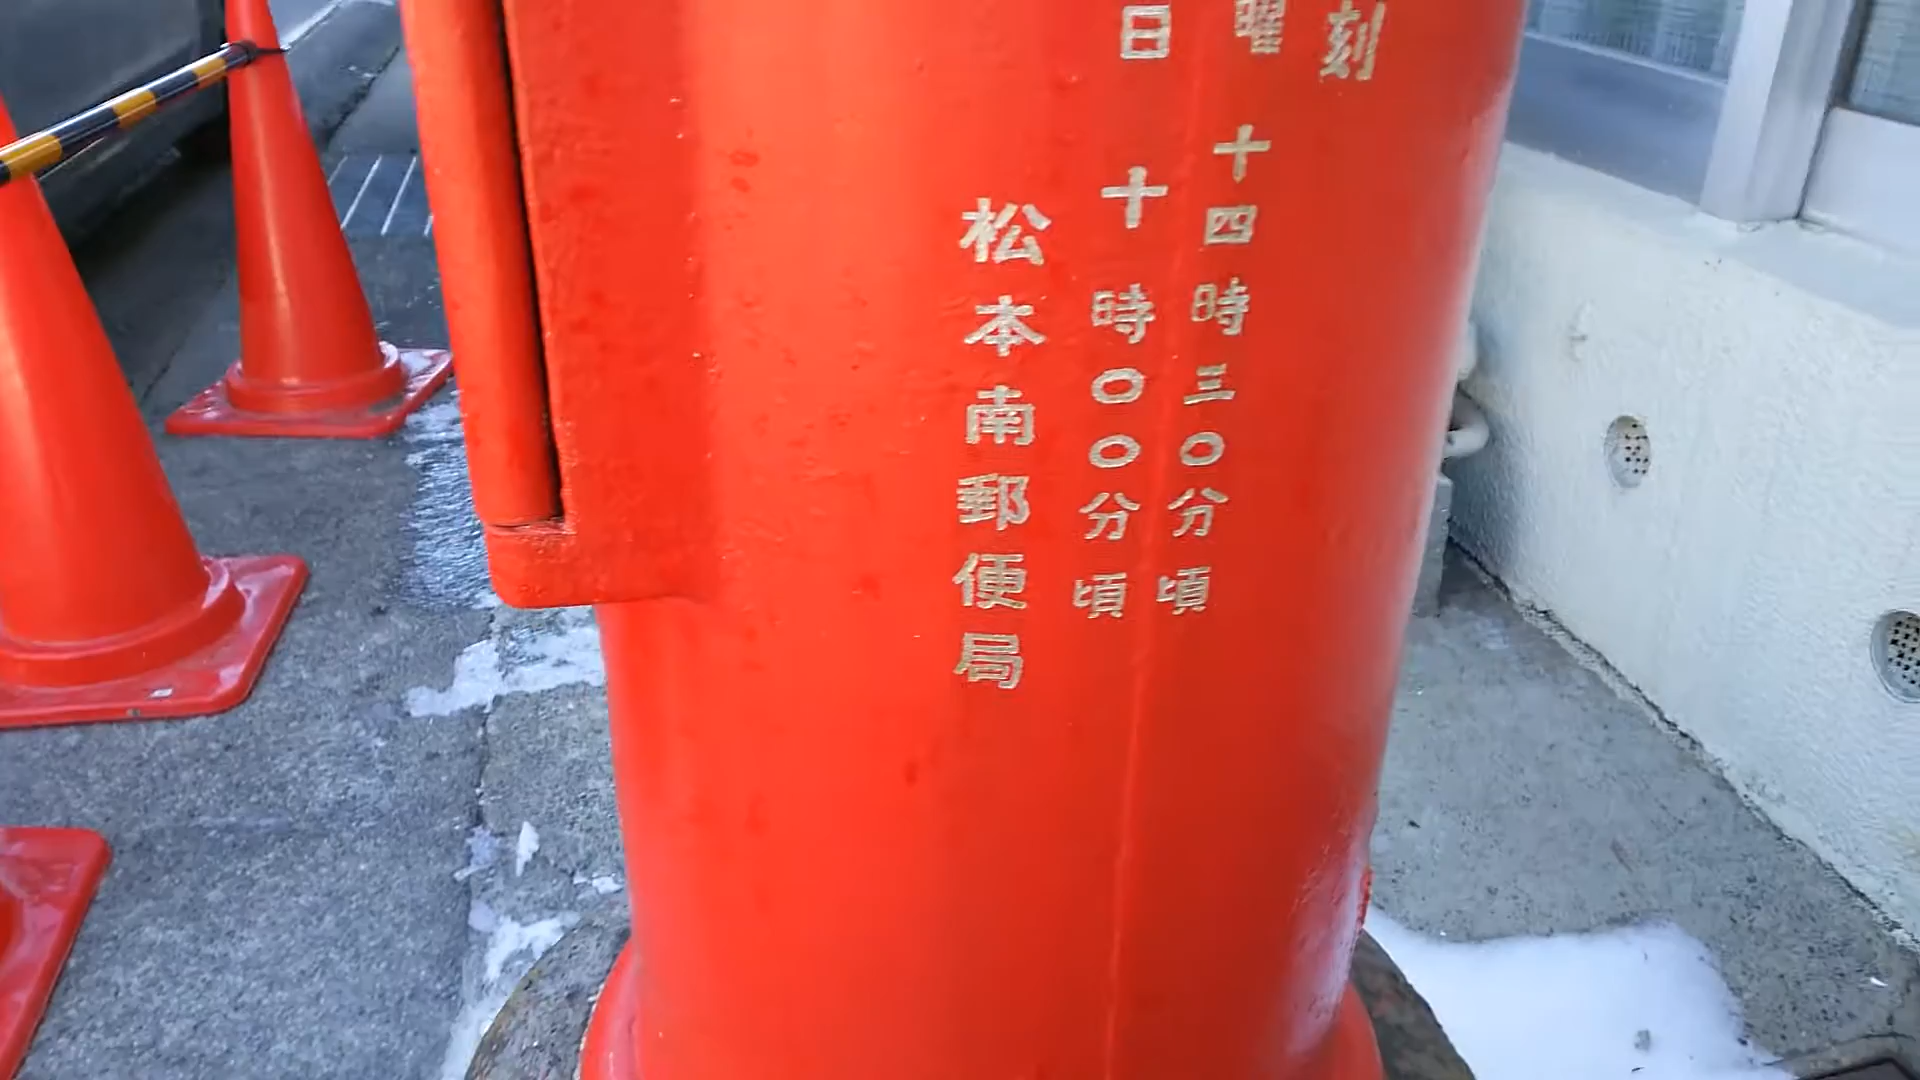 刻
曜 十四時三〇分頃
日 十時〇〇分頃
松本南郵便局